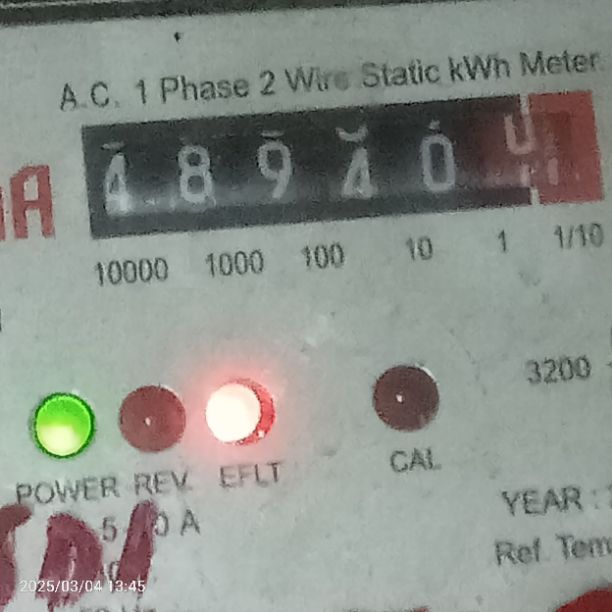 A.C. 1 Phase 2 Wire Static kWh Meter
A
4 8 9 4 0
10000 1000 100 10 1 1/10
3200
POWER REV. EFLT CAL
YEAR :
Ref. Tem
2025/03/04 13:45